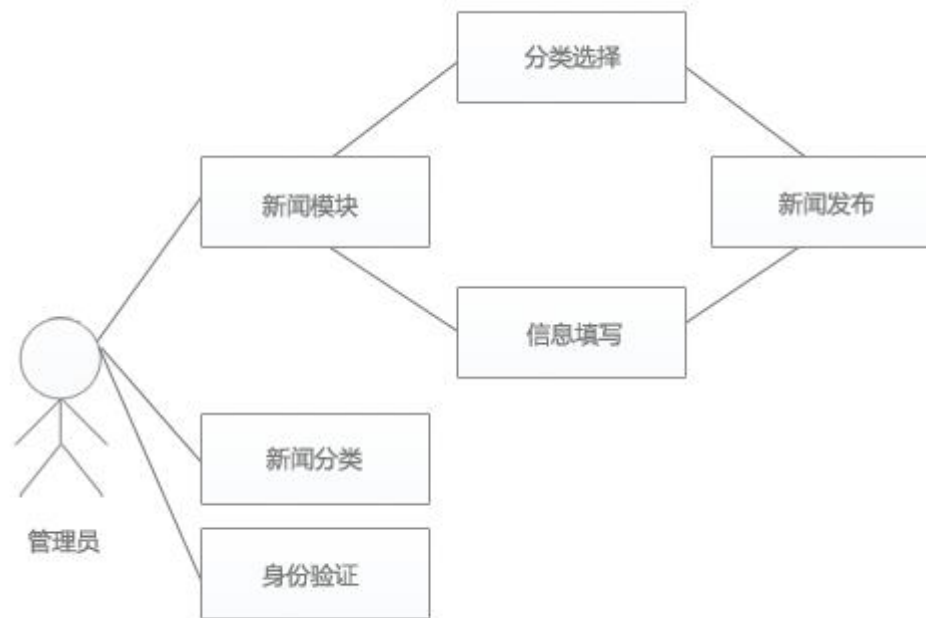 分类选择
新闻模块
新闻发布
信息填写
新闻分类
管理员
身份验证